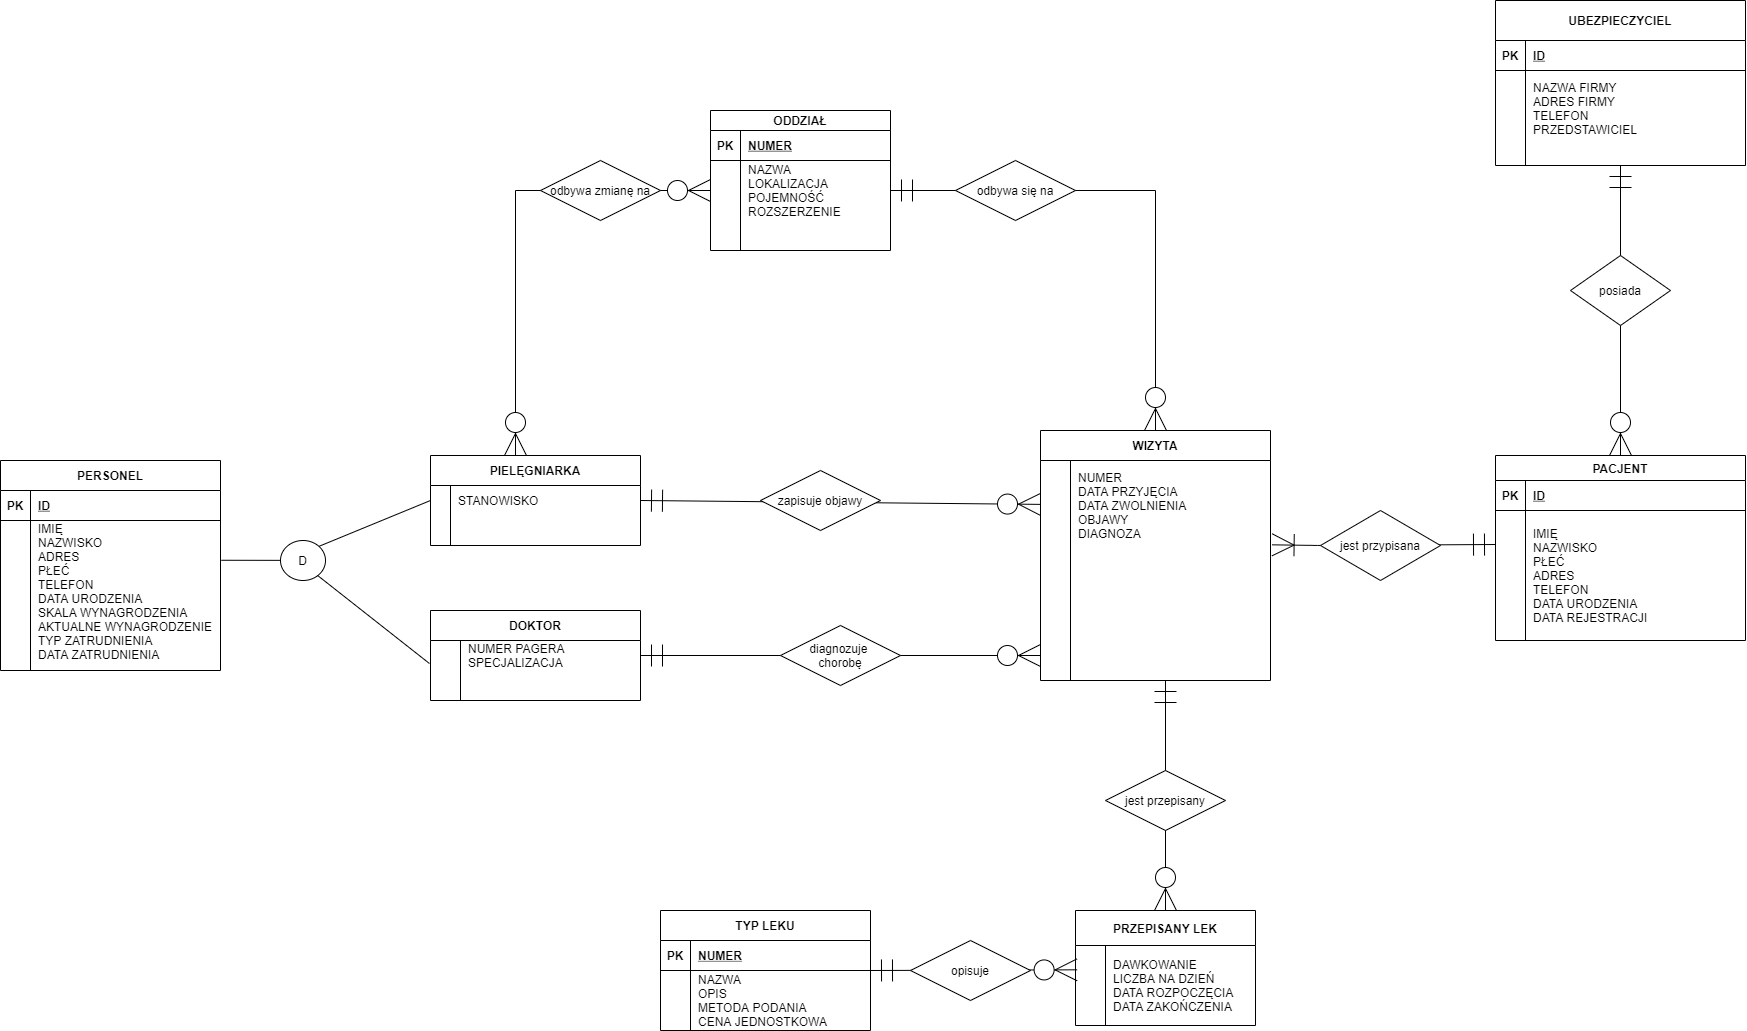 UBEZPIECZYCIEL
PK ID
NAZWA FIRMY
ADRES FIRMY
TELEFON
PRZEDSTAWICIEL
ODDZIAŁ
PK NUMER
NAZWA
LOKALIZACJA
POJEMNOŚĆ
ROZSZERZENIE
odbywa zmianę na
odbywa się na
posiada
PERSONEL
PK ID
IMIĘ
NAZWISKO
ADRES
PŁEĆ
TELEFON
DATA URODZENIA
SKALA WYNAGRODZENIA
AKTUALNE WYNAGRODZENIE
TYP ZATRUDNIENIA
DATA ZATRUDNIENIA
D
PIELĘGNIARKA
STANOWISKO
zapisuje objawy
DOKTOR
NUMER PAGERA
SPECJALIZACJA
diagnozuje
chorobę
WIZYTA
NUMER
DATA PRZYJĘCIA
DATA ZWOLNIENIA
OBJAWY
DIAGNOZA
jest przypisana
PACJENT
PK ID
IMIĘ
NAZWISKO
PŁEĆ
ADRES
TELEFON
DATA URODZENIA
DATA REJESTRACJI
jest przepisany
TYP LEKU
PK NUMER
NAZWA
OPIS
METODA PODANIA
CENA JEDNOSTKOWA
opisuje
PRZEPISANY LEK
DAWKOWANIE
LICZBA NA DZIEŃ
DATA ROZPOCZĘCIA
DATA ZAKOŃCZENIA